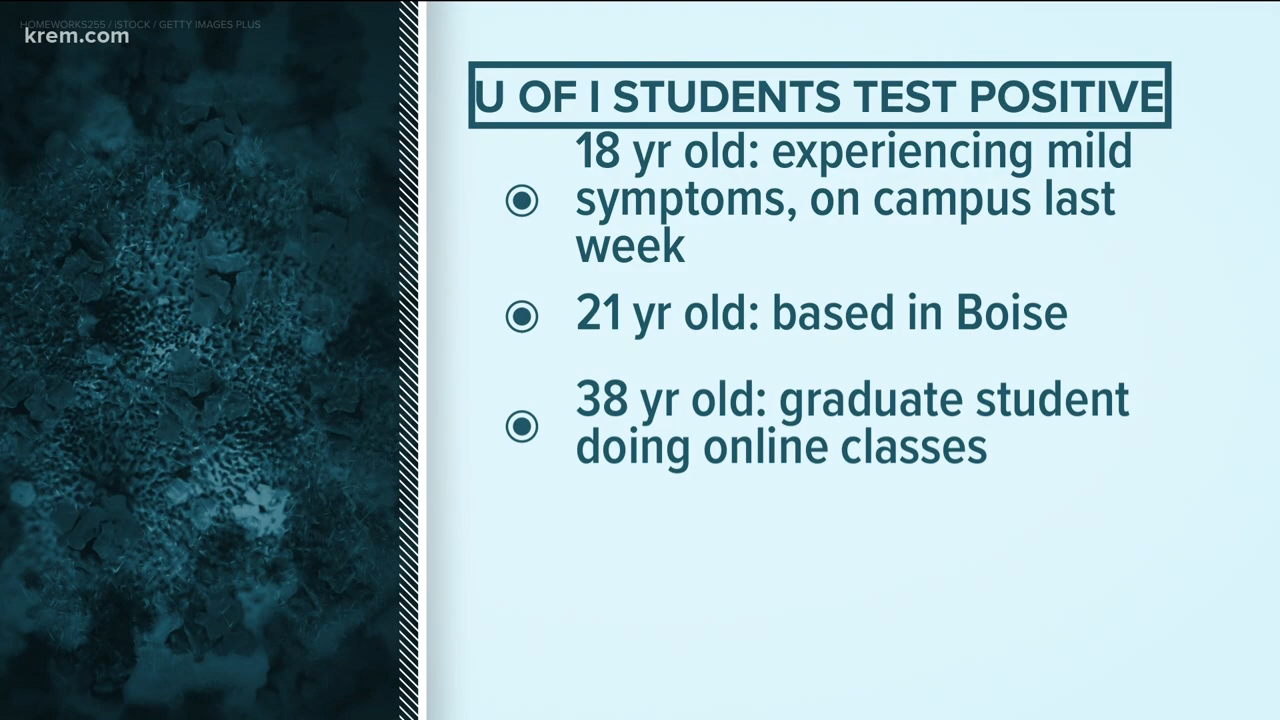 HOMEWORKS255 / iSTOCK / GETTY IMAGES PLUS
krem.com
U OF I STUDENTS TEST POSITIVE
18 yr old: experiencing mild
symptoms, on campus last
week
21 yr old: based in Boise
38 yr old: graduate student
doing online classes